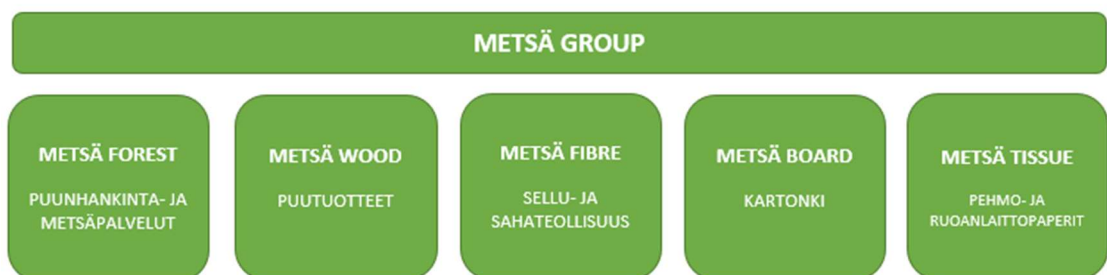 METSÄ GROUP
METSÄ FOREST
PUUNHANKINTA- JA
METSÄPALVELUT
METSÄ WOOD
PUUTUOTTEET
METSÄ FIBRE
SELLU- JA
SAHATEOLLISUUS
METSÄ BOARD
KARTONKI
METSÄ TISSUE
PEHMO- JA
RUOANLAITTOPAPERIT